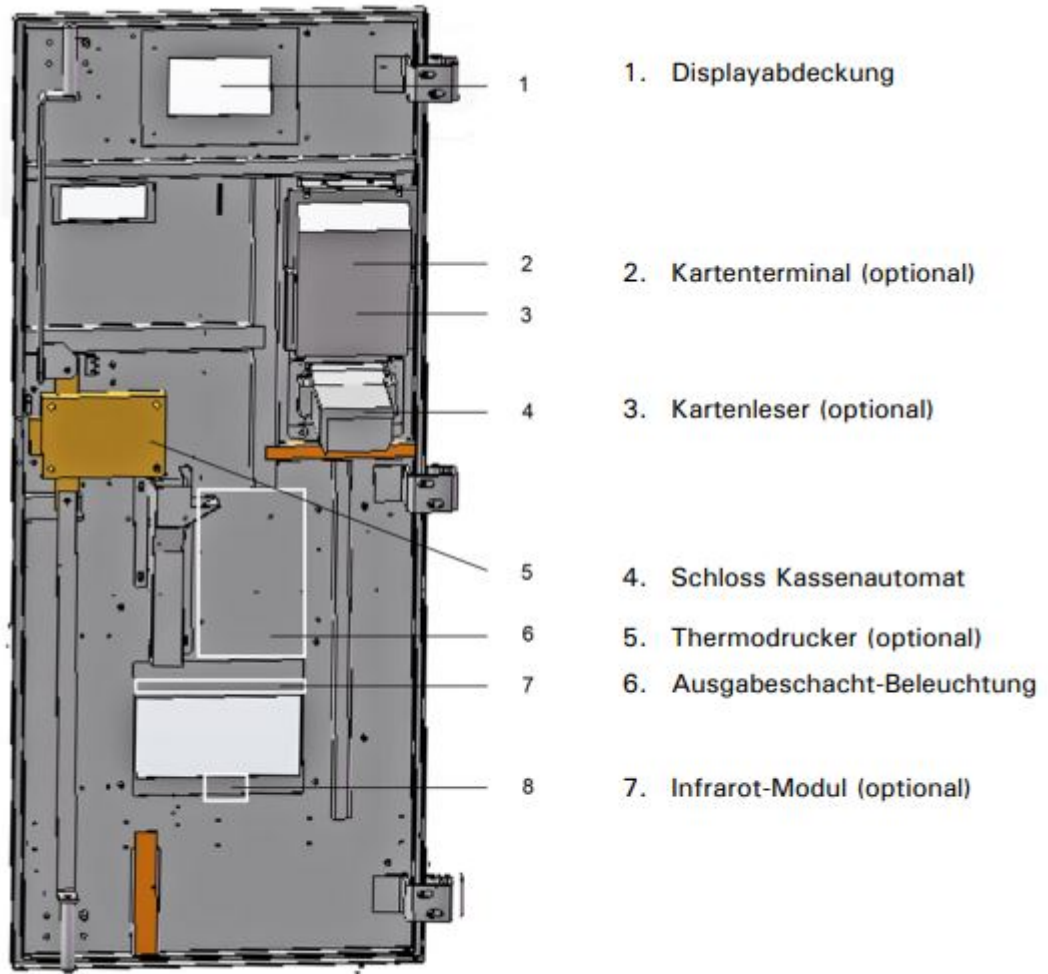 1
2
3
4
5
6
7
8
1. Displayabdeckung
2. Kartenterminal (optional)
3. Kartenleser (optional)
4. Schloss Kassenautomat
5. Thermodrucker (optional)
6. Ausgabeschacht-Beleuchtung
7. Infrarot-Modul (optional)